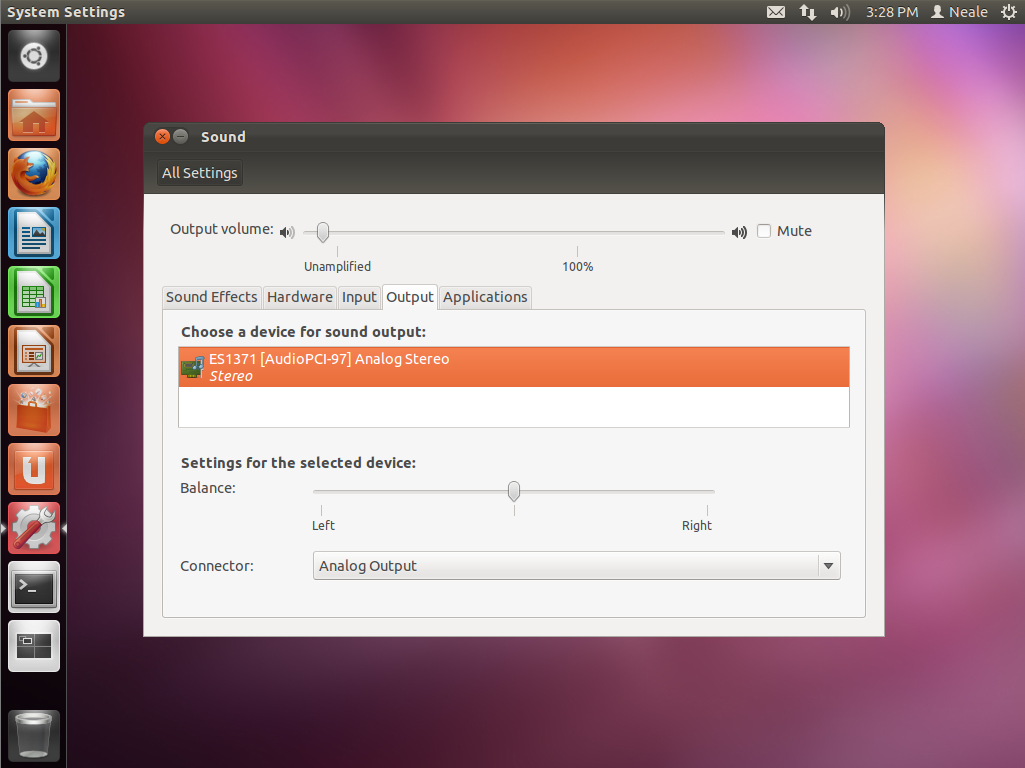 System Settings
3:28 PM Neale
Sound
All Settings
Output volume:
Mute
Unamplified 100%
Sound Effects Hardware Input Output Applications
Choose a device for sound output:
ES1371 [AudioPCI-97] Analog Stereo
Stereo
Settings for the selected device:
Balance:
Left Right
Connector: Analog Output